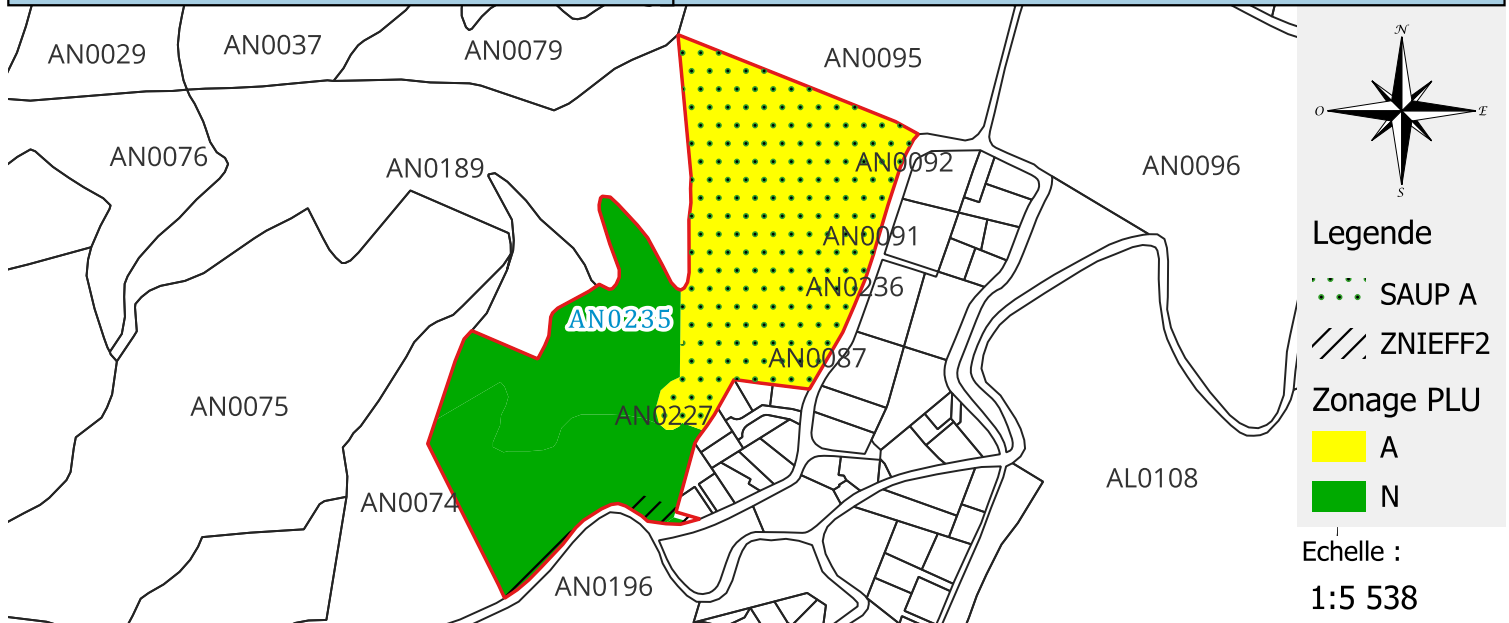 AN0029
AN0037
AN0079
AN0095
N
O
E
S
AN0076
AN0189
AN0092
AN0096
AN0091
Legende
AN0236
SAUP A
AN0235
ZNIEFF2
AN0087
AN0075
AN0227
Zonage PLU
A
AL0108
N
AN0074
Echelle :
AN0196
1:5 538